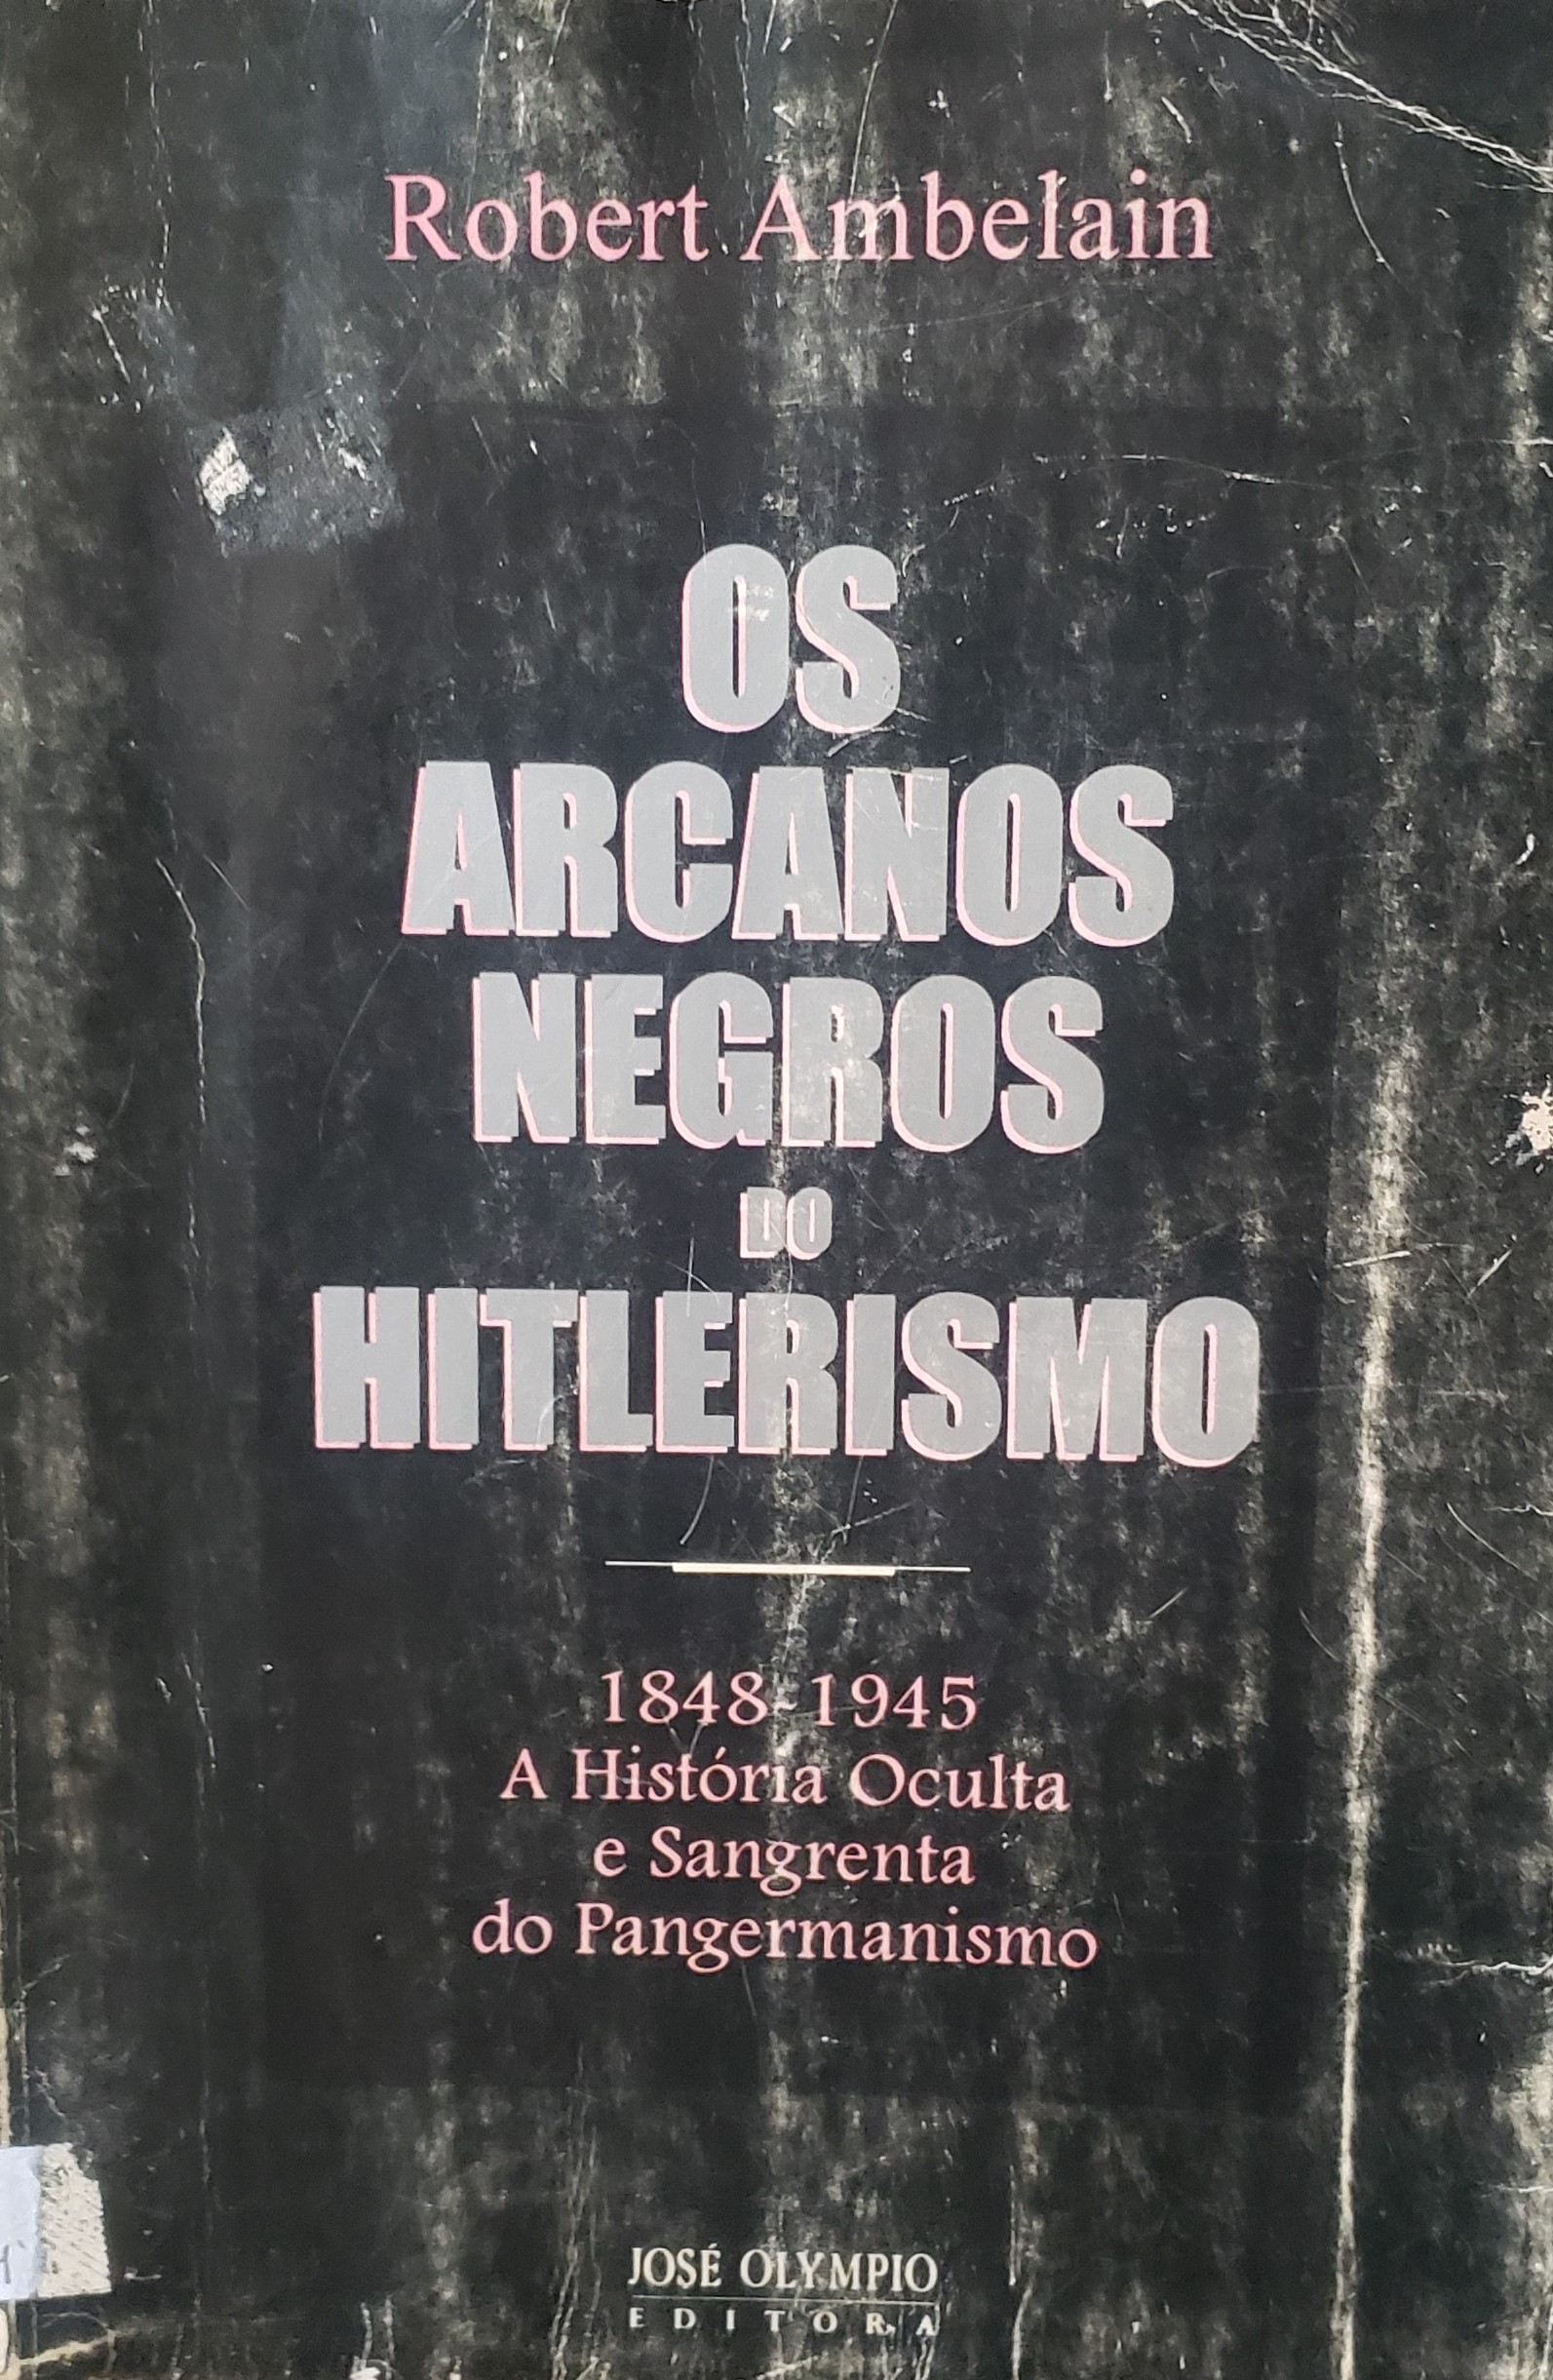 Robert Ambelain
OS
ARCANOS
NEGROS
DO
HITLERISMO
1848-1945
A História Oculta
e Sangrenta
do Pangermanismo
JOSÉ OLYMPIO
EDITORA